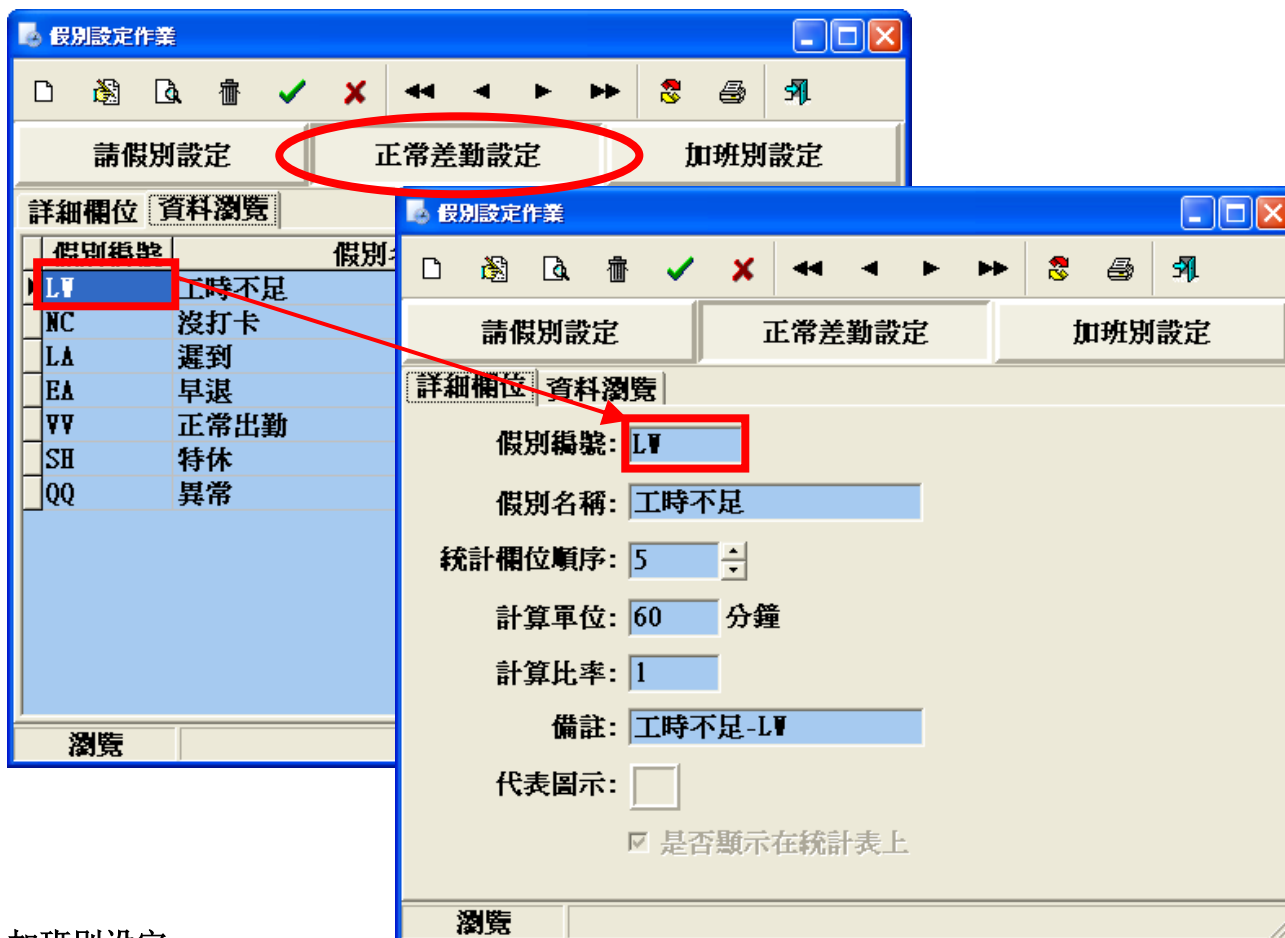 假別設定作業
請假別設定 正常差勤設定 加班別設定
詳細欄位 資料瀏覽
假別編號 假別
LW 工時不足
NC 沒打卡
LA 遲到
EA 早退
VV 正常出勤
SH 特休
QQ 異常
瀏覽
假別設定作業
請假別設定 正常差勤設定 加班別設定
詳細欄位 資料瀏覽
假別編號: LW
假別名稱: 工時不足
統計欄位順序: 5
計算單位: 60 分鐘
計算比率: 1
備註: 工時不足-LW
代表圖示:
是否顯示在統計表上
瀏覽
加班別設定